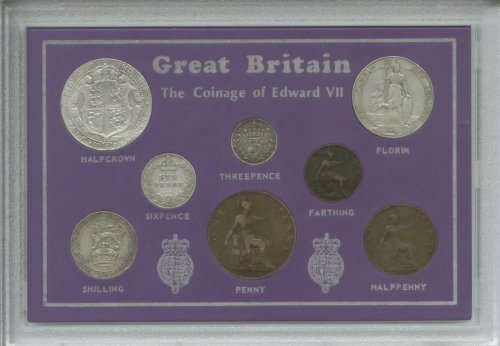 Great Britain
The Coinage of Edward VII
HALFCROWN
FLORIN
THREEPENCE
SIXPENCE
FARTHING
SHILLING
PENNY
HALFPENNY